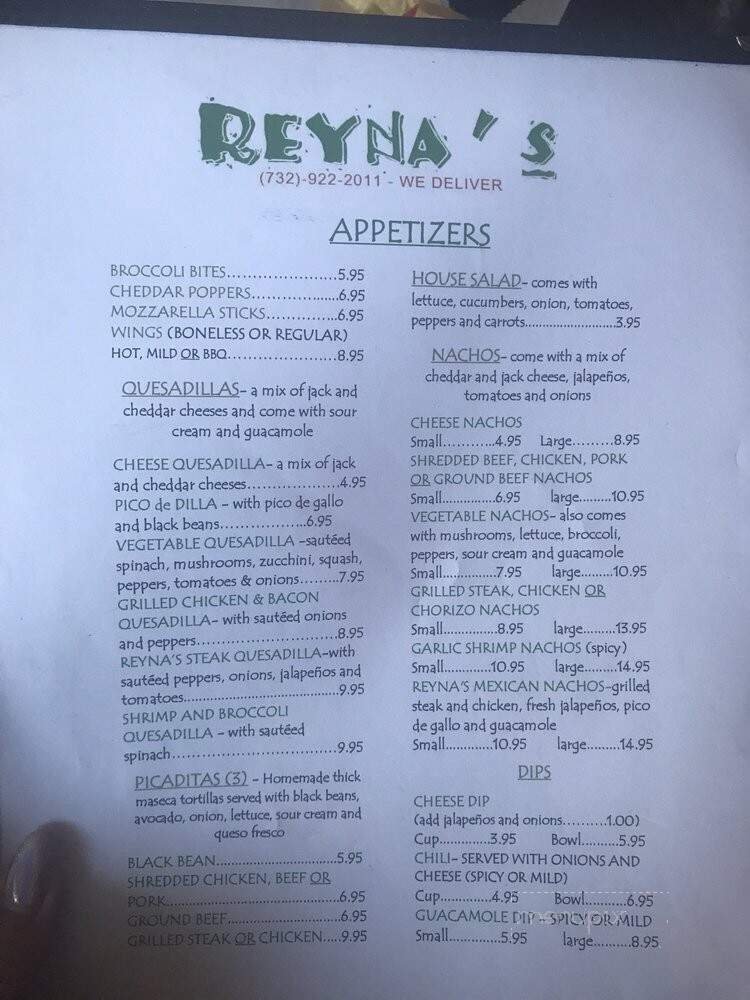 REYNA'S
(732)-922-2011 - WE DELIVER
APPETIZERS
BROCCOLI BITES.....................5.95
CHEDDAR POPPERS.................6.95
MOZZARELLA STICKS..............6.95
WINGS (BONELESS OR REGULAR)
HOT, MILD OR BBQ.....................8.95
QUESADILLAS- a mix of jack and
cheddar cheeses and come with sour
cream and guacamole
CHEESE QUESADILLA- a mix of jack
and cheddar cheeses..................4.95
PICO de DILLA - with pico de gallo
and black beans.................6.95
VEGETABLE QUESADILLA -sautéed
spinach, mushrooms, zucchini, squash,
peppers, tomatoes & onions.........7.95
GRILLED CHICKEN & BACON
QUESADILLA- with sautéed onions
and peppers...................................8.95
REYNA'S STEAK QUESADILLA-with
sautéed peppers, onions, jalapeños and
tomatoes.......................................9.95
SHRIMP AND BROCCOLI
QUESADILLA - with sautéed
spinach...................................9.95
PICADITAS (3) - Homemade thick
maseca tortillas served with black beans,
avocado, onion, lettuce, sour cream and
queso fresco
BLACK BEAN..............................5.95
SHREDDED CHICKEN, BEEF OR
PORK.........................................6.95
GROUND BEEF............................6.95
GRILLED STEAK OR CHICKEN....9.95
HOUSE SALAD- comes with
lettuce, cucumbers, onion, tomatoes,
peppers and carrots..........................3.95
NACHOS- come with a mix of
cheddar and jack cheese, jalapeños,
tomatoes and onions
CHEESE NACHOS
Small...........4.95 Large.........8.95
SHREDDED BEEF, CHICKEN, PORK
OR GROUND BEEF NACHOS
Small...............6.95 large.........10.95
VEGETABLE NACHOS- also comes
with mushrooms, lettuce, broccoli,
peppers, sour cream and guacamole
Small...............7.95 large.........10.95
GRILLED STEAK, CHICKEN OR
CHORIZO NACHOS
Small...............8.95 large.........13.95
GARLIC SHRIMP NACHOS (spicy)
Small.............10.95 large.........14.95
REYNA'S MEXICAN NACHOS-grilled
steak and chicken, fresh jalapeños, pico
de gallo and guacamole
Small.............10.95 large.........14.95
DIPS
CHEESE DIP
(add jalapeños and onions..........1.00)
Cup.............3.95 Bowl...........5.95
CHILI- SERVED WITH ONIONS AND
CHEESE (SPICY OR MILD)
Cup.............4.95 Bowl...........6.95
GUACAMOLE DIP - SPICY OR MILD
Small..............5.95 large...........8.95